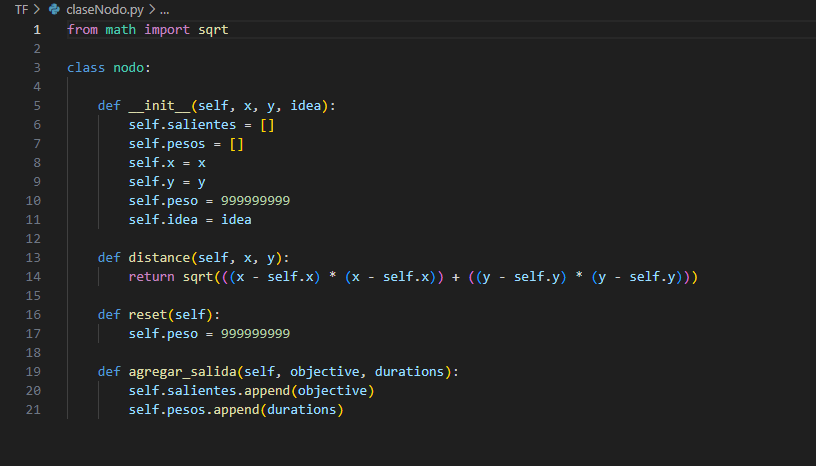 TF > claseNodo.py > ...
1 from math import sqrt
2
3 class nodo:
4
5     def __init__(self, x, y, idea):
6         self.salientes = []
7         self.pesos = []
8         self.x = x
9         self.y = y
10         self.peso = 999999999
11         self.idea = idea
12
13     def distance(self, x, y):
14         return sqrt(((x - self.x) * (x - self.x)) + ((y - self.y) * (y - self.y)))
15
16     def reset(self):
17         self.peso = 999999999
18
19     def agregar_salida(self, objective, durations):
20         self.salientes.append(objective)
21         self.pesos.append(durations)